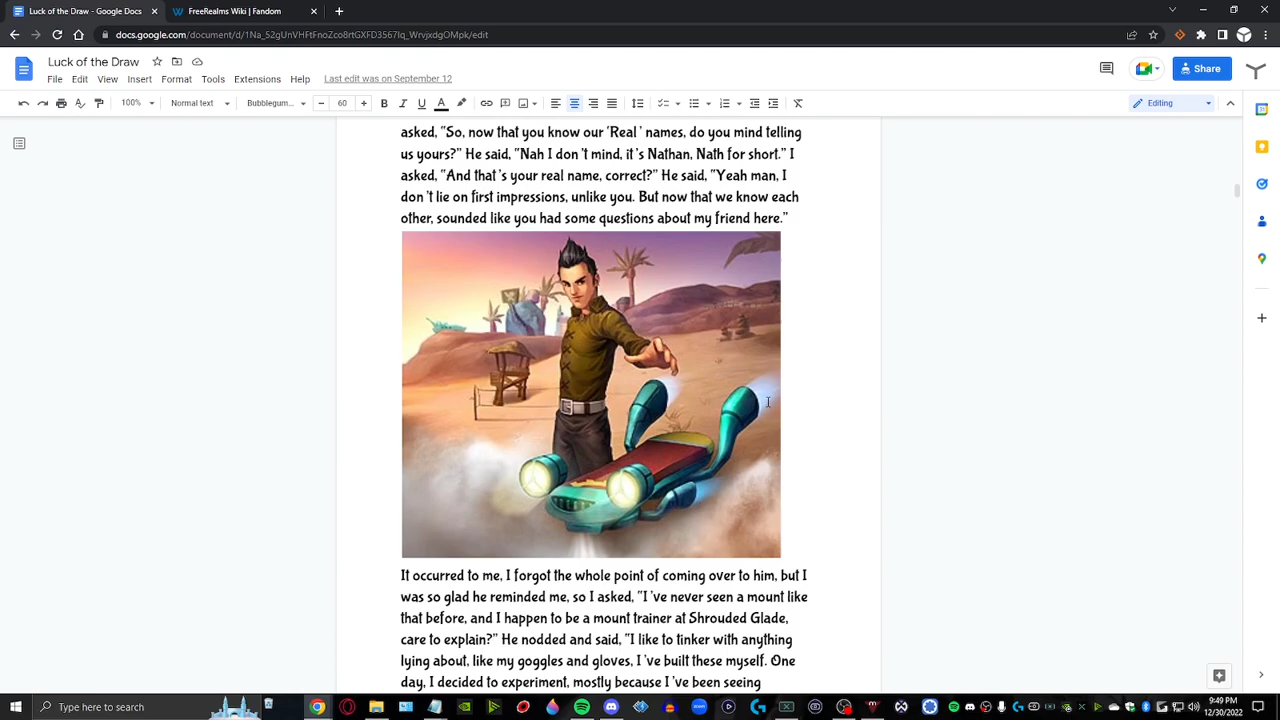 Luck of the Draw - Google Docs
FreeRealms Wiki | Fandom
Luck of the Draw
File Edit View Insert Format Tools Extensions Help Last edit was on September 12
Share
100% Normal text Bubblegum... 60 Editing
asked, "So, now that you know our 'Real' names, do you mind telling
us yours?" He said, "Nah I don't mind, it's Nathan, Nath for short." I
asked, "And that's your real name, correct?" He said, "Yeah man, I
don't lie on first impressions, unlike you. But now that we know each
other, sounded like you had some questions about my friend here."
It occurred to me, I forgot the whole point of coming over to him, but I
was so glad he reminded me, so I asked, "I've never seen a mount like
that before, and I happen to be a mount trainer at Shrouded Glade,
care to explain?" He nodded and said, "I like to tinker with anything
lying about, like my goggles and gloves, I've built these myself. One
day, I decided to experiment, mostly because I've been seeing
Type here to search
9:49 PM
12/30/2022